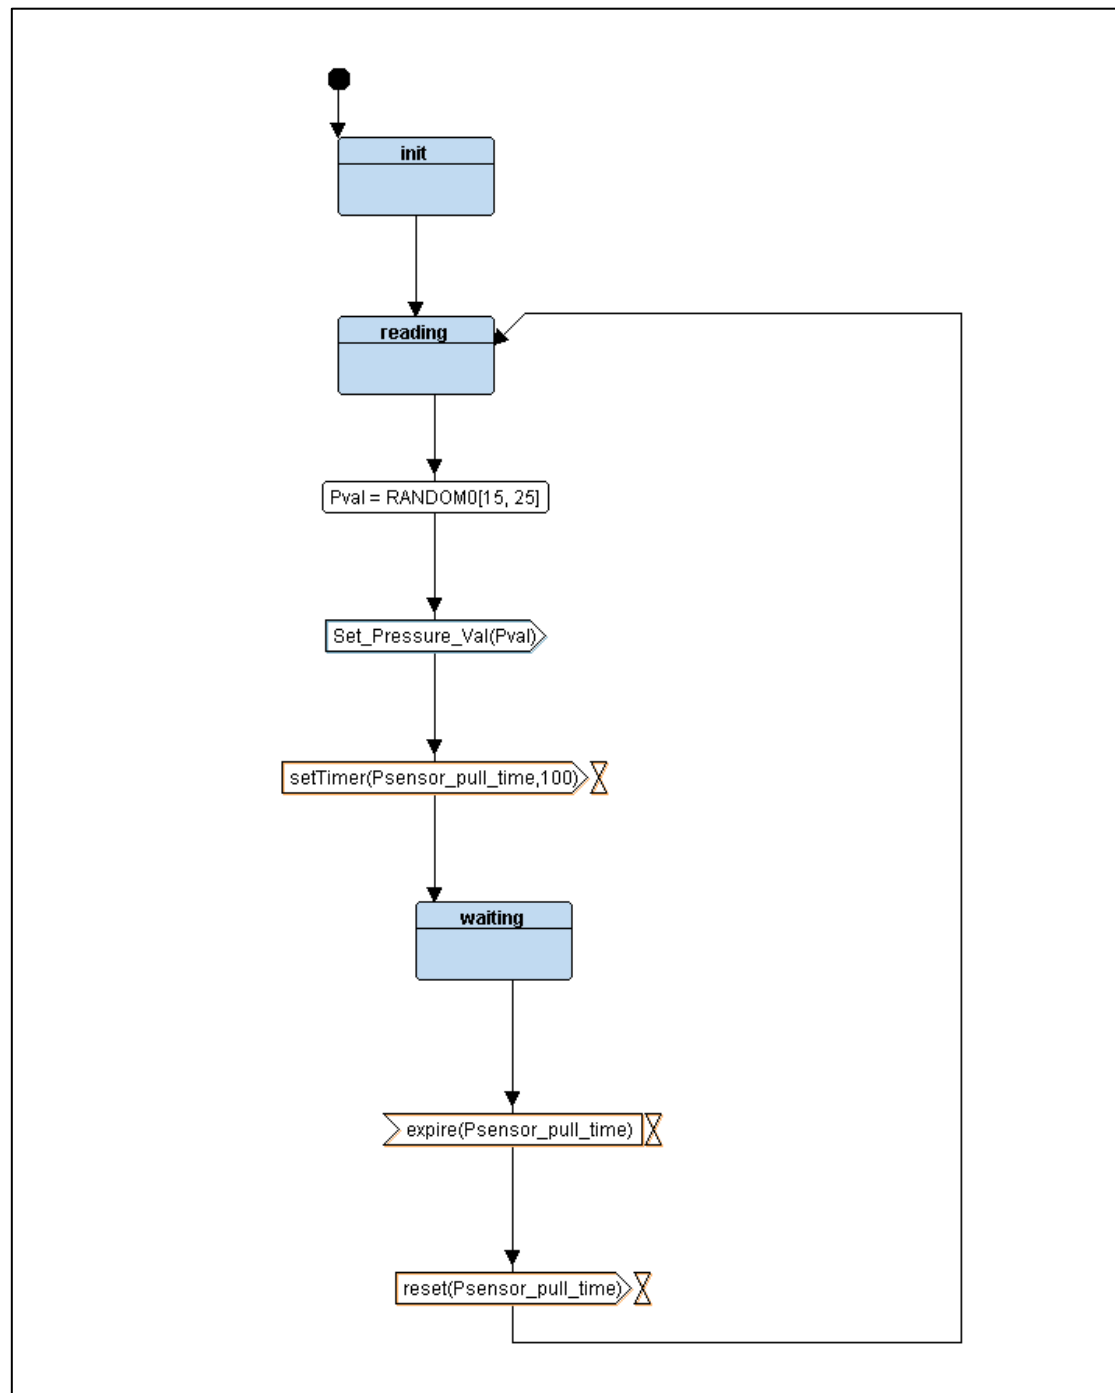 init
reading
Pval = RANDOM0[15, 25]
Set_Pressure_Val(Pval)
setTimer(Psensor_pull_time,100)
waiting
expire(Psensor_pull_time)
reset(Psensor_pull_time)